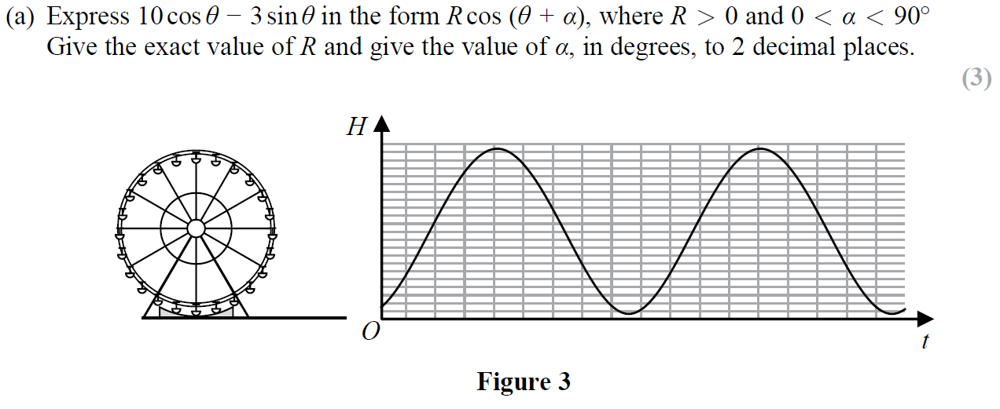 (a) Express 10 cos θ − 3 sin θ in the form R cos (θ + α), where R > 0 and 0 < α < 90°
Give the exact value of R and give the value of α, in degrees, to 2 decimal places.
(3)
H
O
t
Figure 3